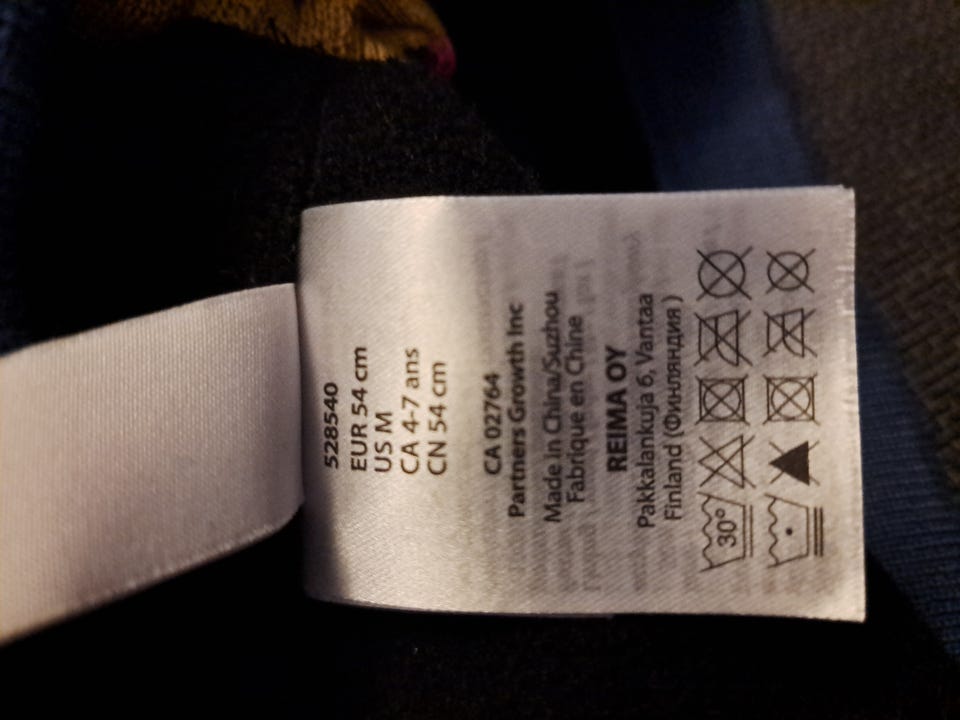 528540
EUR 54 cm
US M
CA 4-7 ans
CN 54 cm
CA 02764
Partners Growth Inc
Made in China/Suzhou
Fabrique en Chine
REIMA OY
Pakkalankuja 6, Vantaa
Finland (Финляндия)
30°